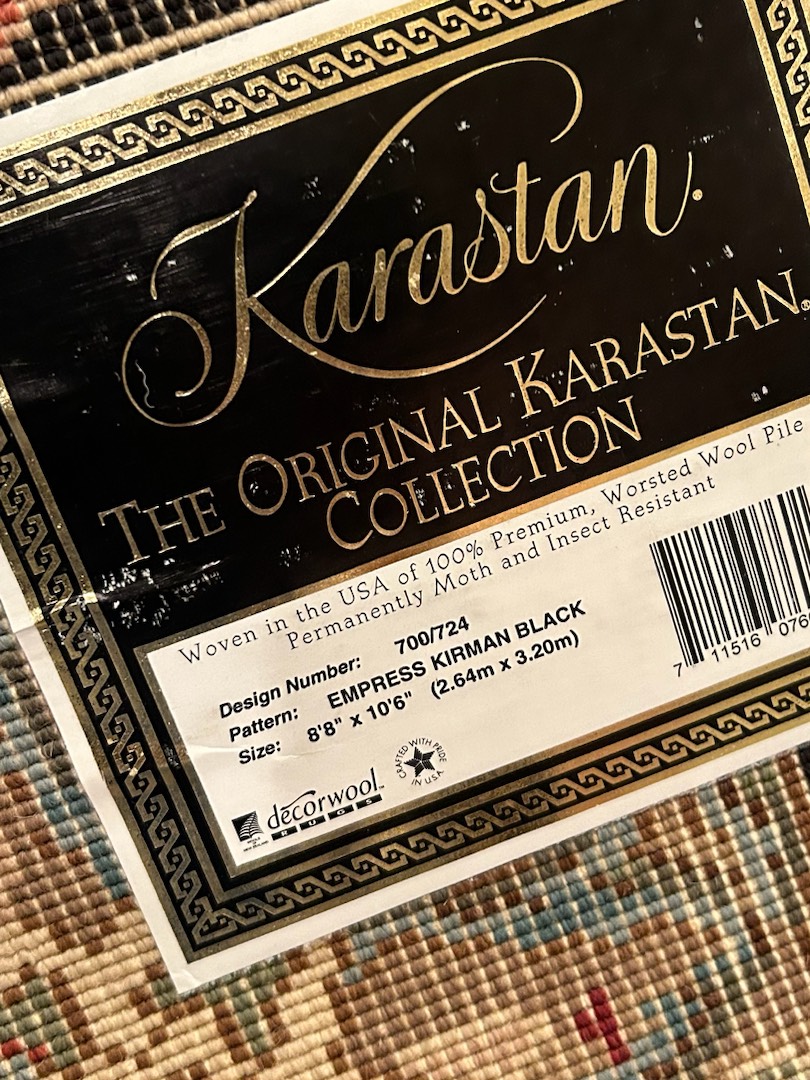 Karastan.®
THE ORIGINAL KARASTAN®
COLLECTION
Woven in the USA of 100% Premium, Worsted Wool Pile
Permanently Moth and Insect Resistant
Design Number: 700/724
Pattern: EMPRESS KIRMAN BLACK
Size: 8'8" x 10'6" (2.64m x 3.20m)
7 11516 076
CRAFTED WITH PRIDE
IN U.S.A.
decorwool™
RUGS